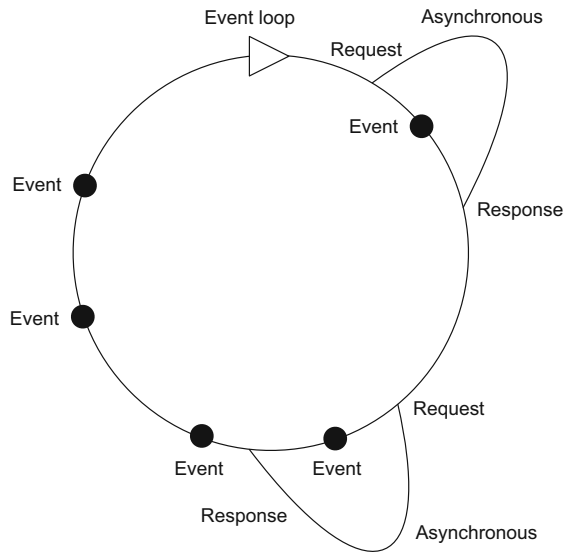 Event loop
Asynchronous
Request
Event
Event
Response
Event
Request
Event
Event
Response
Asynchronous